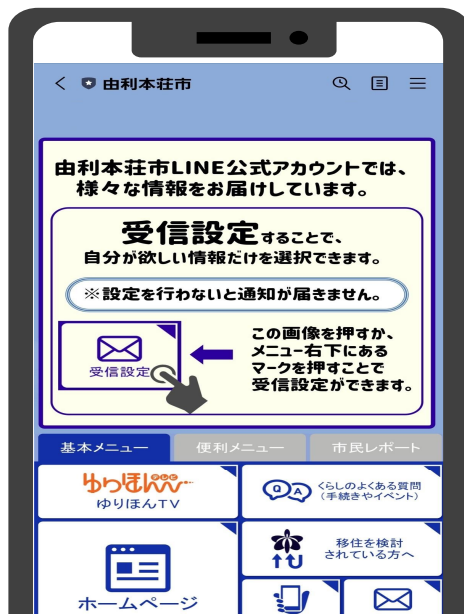 由利本荘市
由利本荘市LINE公式アカウントでは、
様々な情報をお届けしています。
受信設定することで、
自分が欲しい情報だけを選択できます。
※設定を行わないと通知が届きません。
受信設定
この画像を押すか、
メニュー右下にある
マークを押すことで
受信設定ができます。
基本メニュー 便利メニュー 市民レポート
ゆりほんテレビ
ゆりほんTV
Q A くらしのよくある質問
(手続きやイベント)
移住を検討
されている方へ
ホームページ